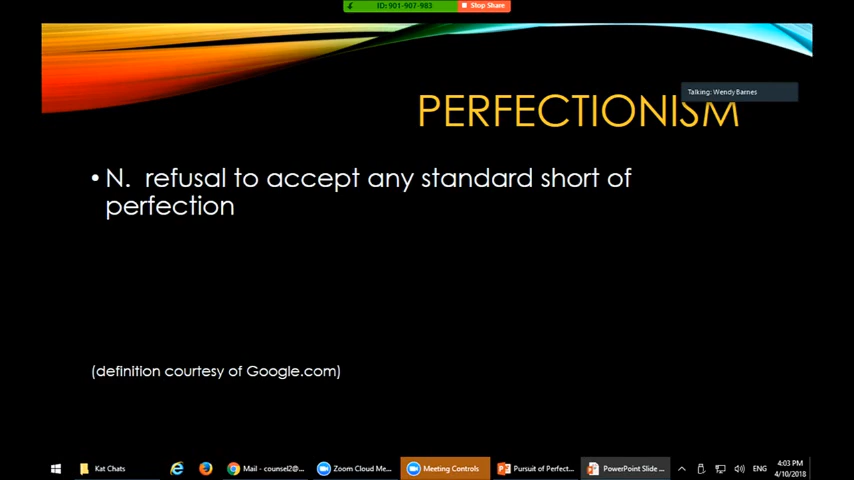 ID: 901-907-983 Stop Share
Talking: Wendy Barnes
PERFECTIONISM
• N. refusal to accept any standard short of
perfection
(definition courtesy of Google.com)
Kat Chats
Mail - counsel2@...
Zoom Cloud Me...
Meeting Controls
Pursuit of Perfect...
PowerPoint Slide ...
ENG
4:03 PM
4/10/2018